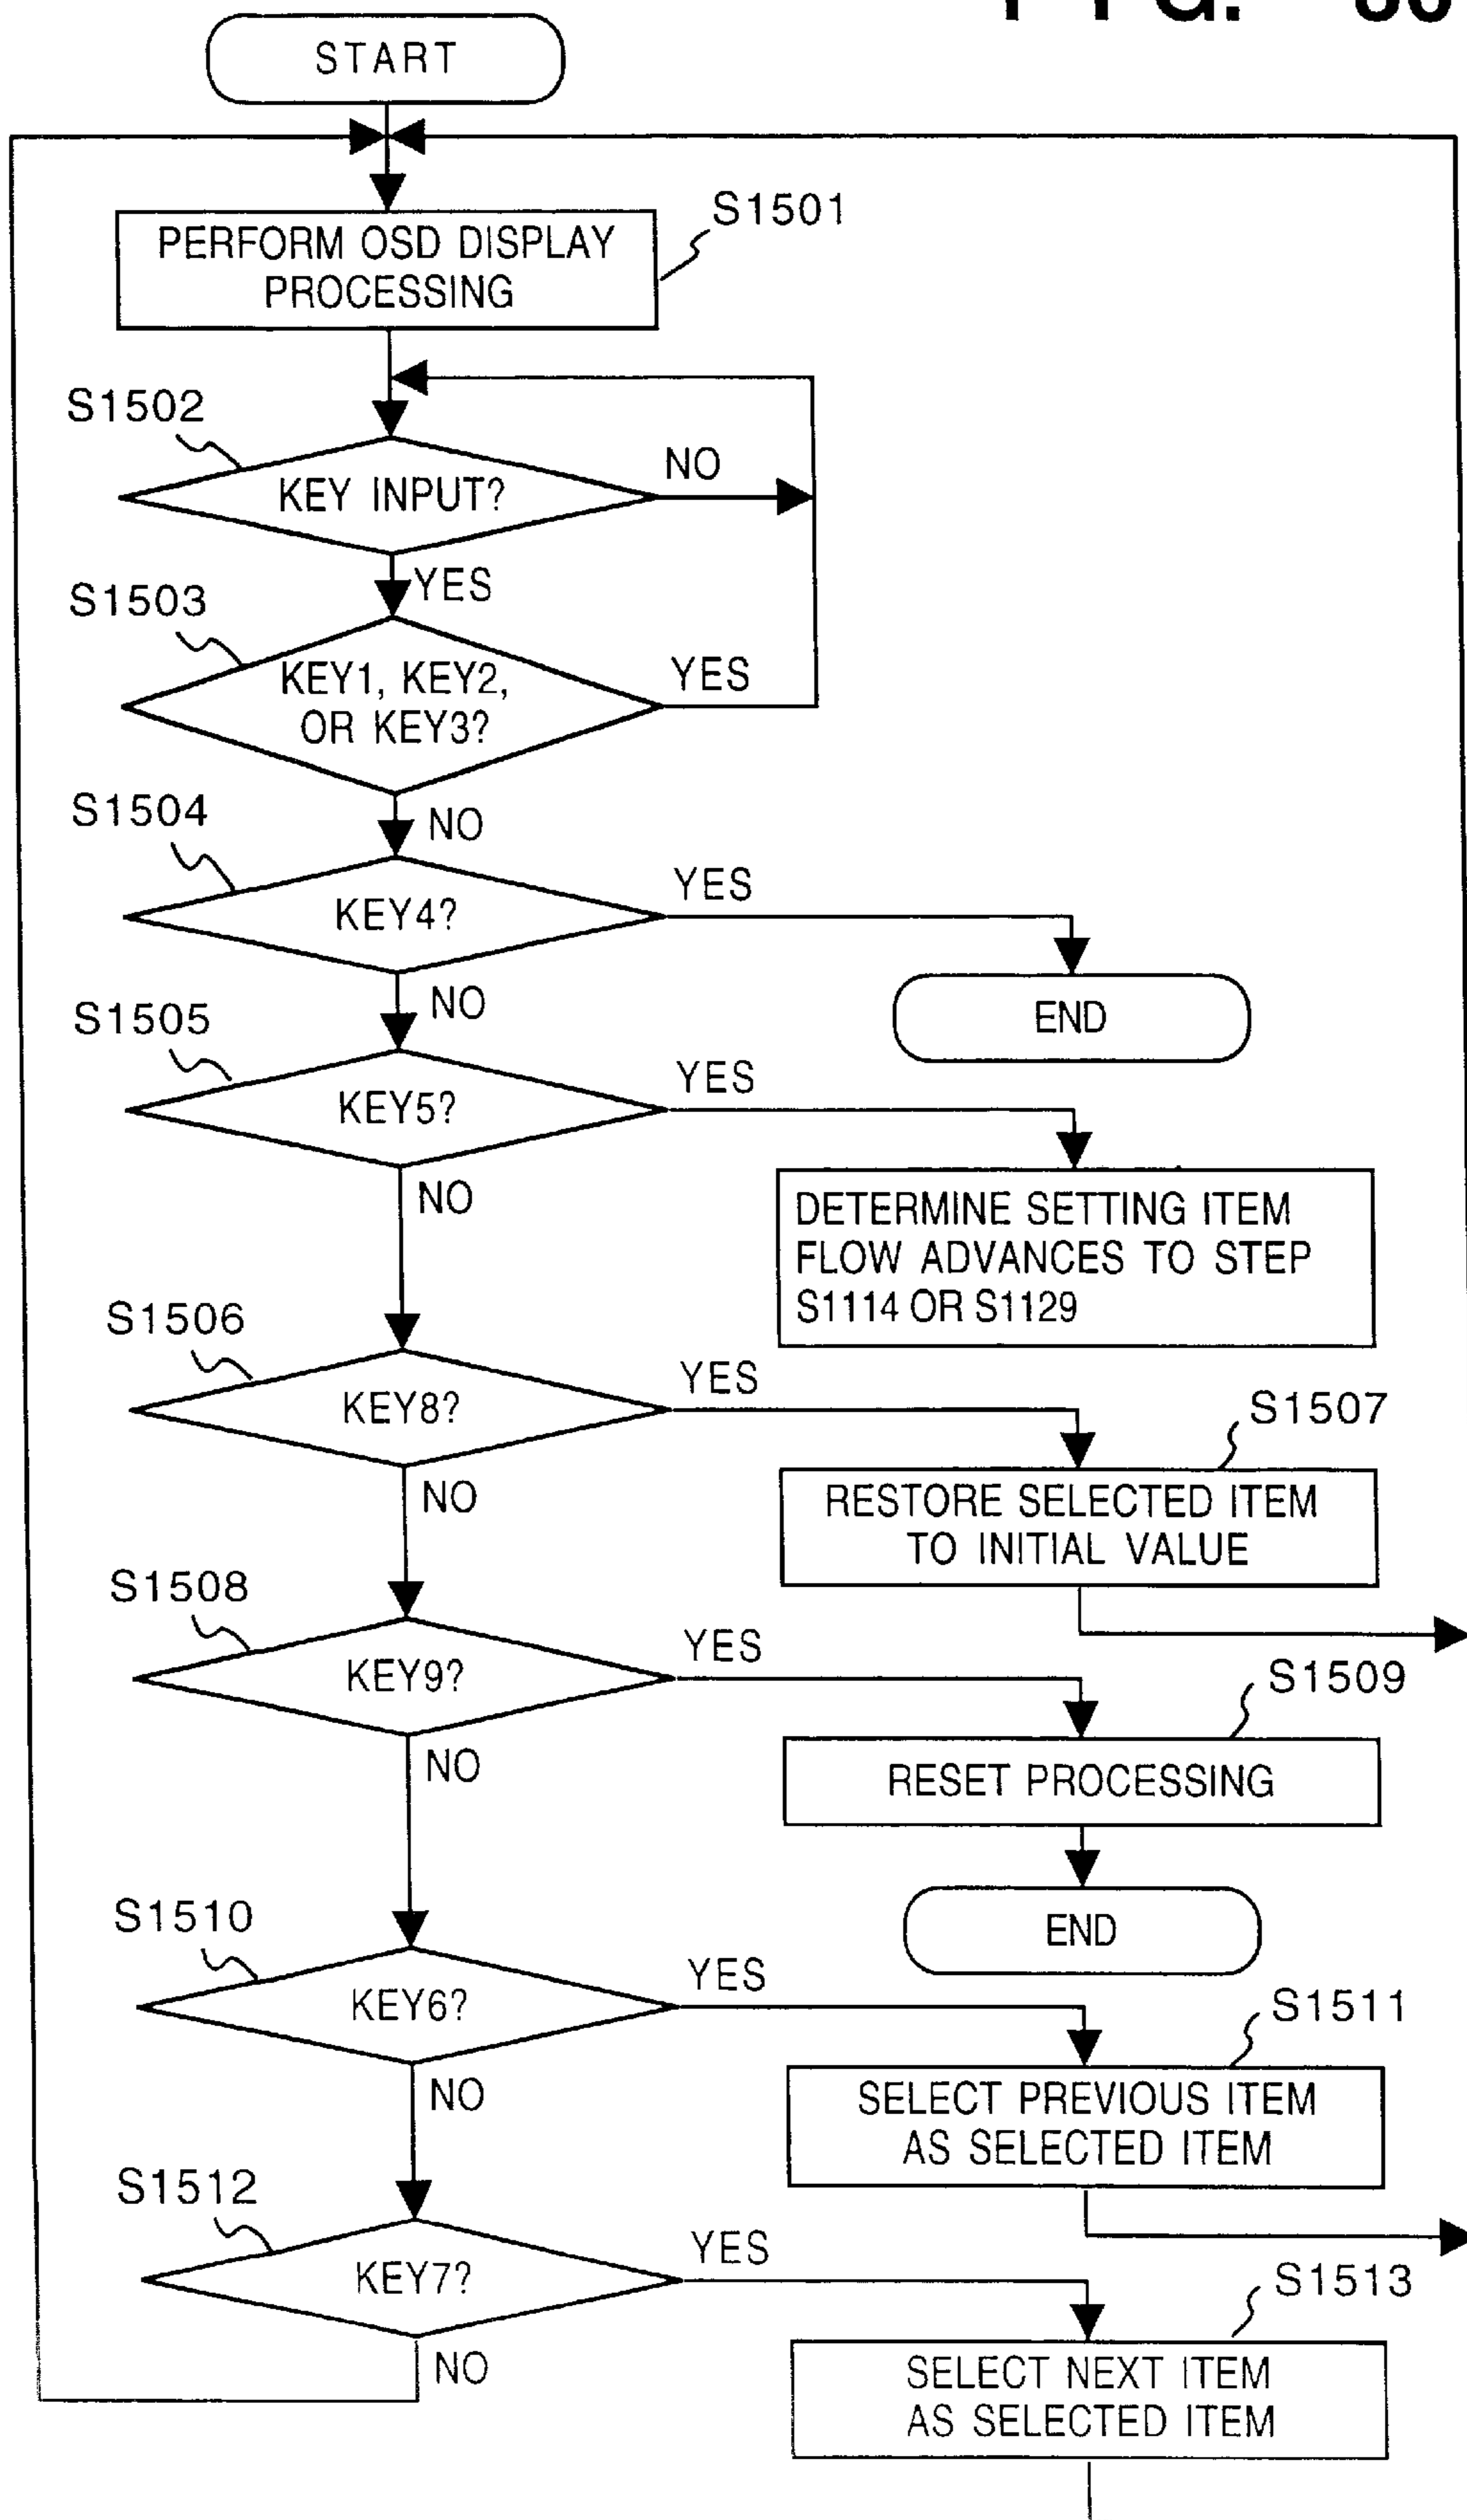 START
S1501
PERFORM OSD DISPLAY
PROCESSING
S1502
NO
KEY INPUT?
YES
S1503
KEY1, KEY2,
OR KEY3?
YES
S1504
NO
YES
KEY4?
END
S1505
NO
YES
KEY5?
NO
DETERMINE SETTING ITEM
FLOW ADVANCES TO STEP
S1114 OR S1129
S1506
YES
KEY8?
S1507
NO
RESTORE SELECTED ITEM
TO INITIAL VALUE
S1508
YES
KEY9?
S1509
NO
RESET PROCESSING
END
S1510
YES
KEY6?
S1511
NO
SELECT PREVIOUS ITEM
AS SELECTED ITEM
S1512
YES
KEY7?
S1513
NO
SELECT NEXT ITEM
AS SELECTED ITEM